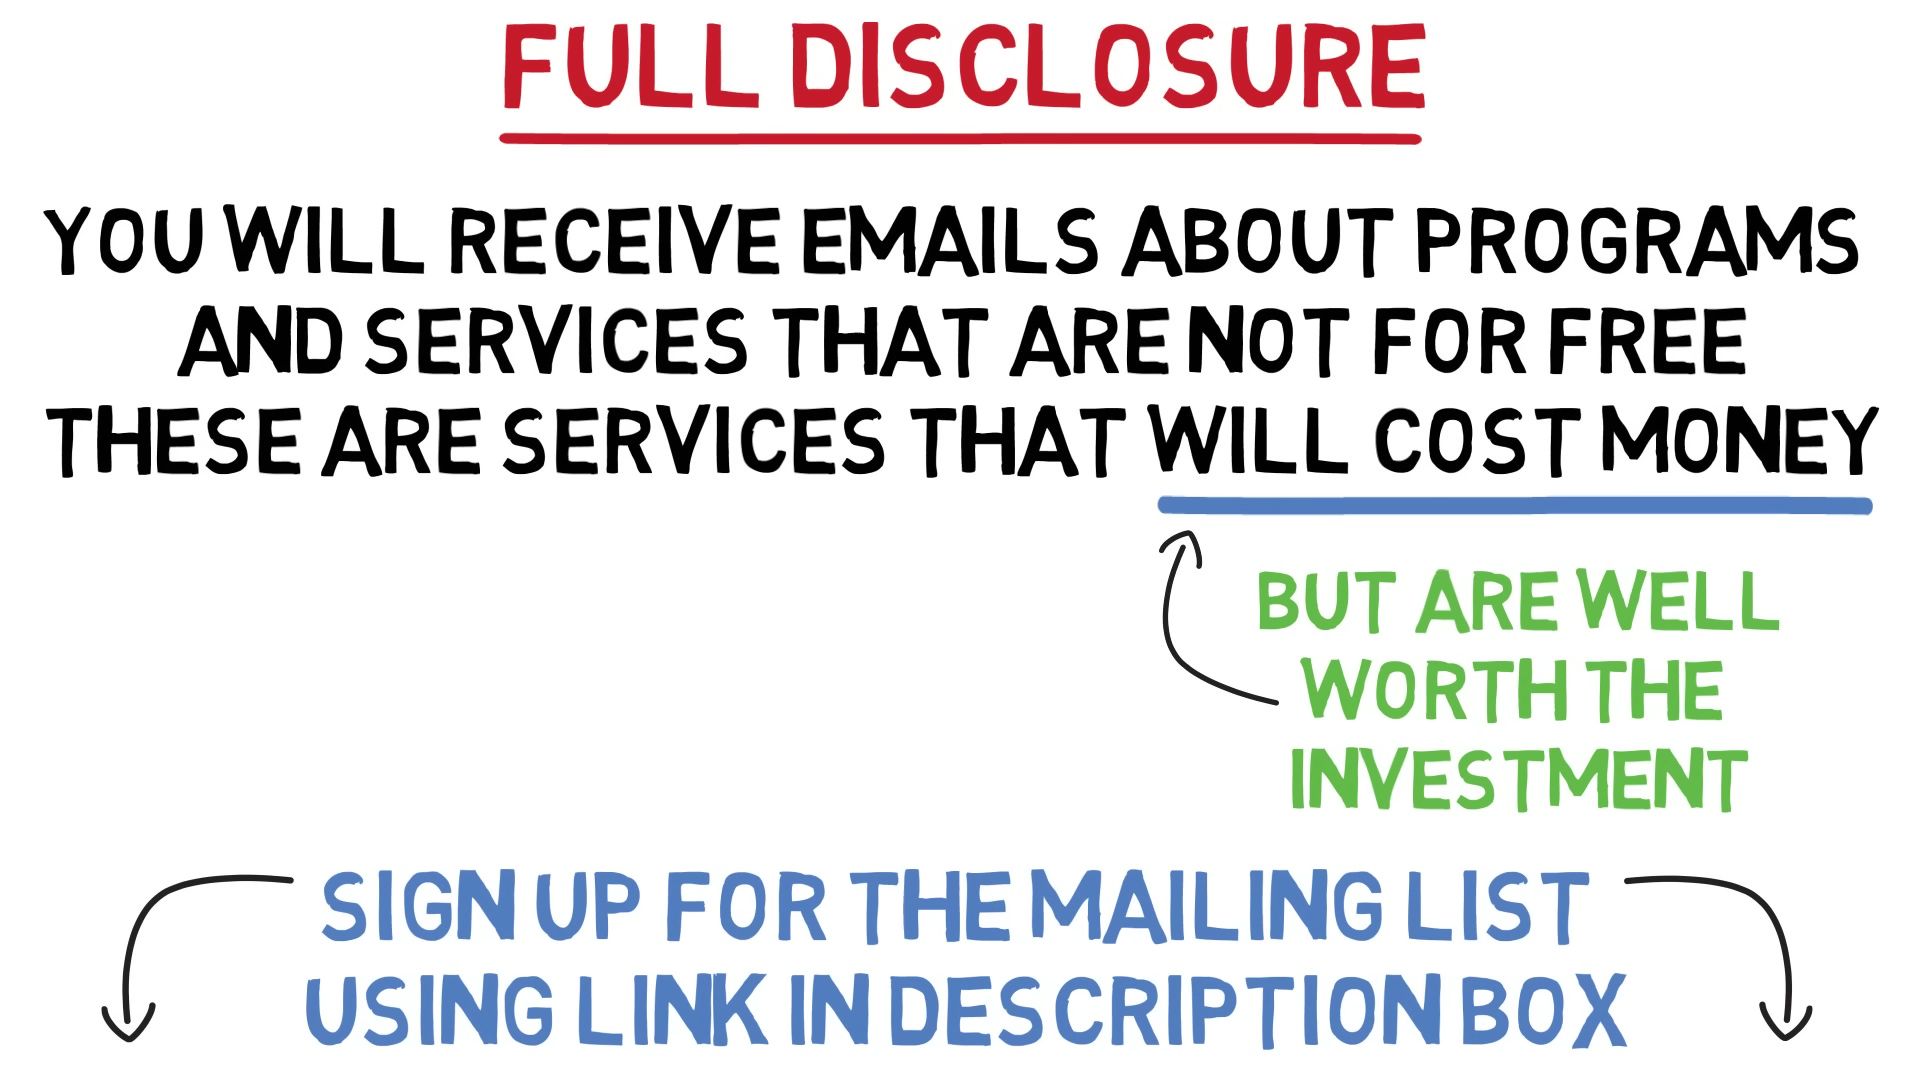 FULL DISCLOSURE
YOU WILL RECEIVE EMAILS ABOUT PROGRAMS
AND SERVICES THAT ARE NOT FOR FREE
THESE ARE SERVICES THAT WILL COST MONEY
BUT ARE WELL
WORTH THE
INVESTMENT
SIGN UP FOR THE MAILING LIST
USING LINK IN DESCRIPTION BOX